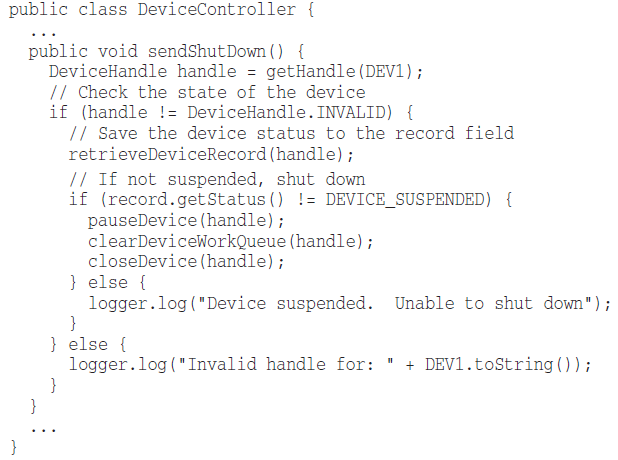 public class DeviceController {
  ...
  public void sendShutDown() {
    DeviceHandle handle = getHandle(DEV1);
    // Check the state of the device
    if (handle != DeviceHandle.INVALID) {
      // Save the device status to the record field
      retrieveDeviceRecord(handle);
      // If not suspended, shut down
      if (record.getStatus() != DEVICE_SUSPENDED) {
        pauseDevice(handle);
        clearDeviceWorkQueue(handle);
        closeDevice(handle);
      } else {
        logger.log("Device suspended.  Unable to shut down");
      }
    } else {
      logger.log("Invalid handle for: " + DEV1.toString());
    }
  }
  ...
}